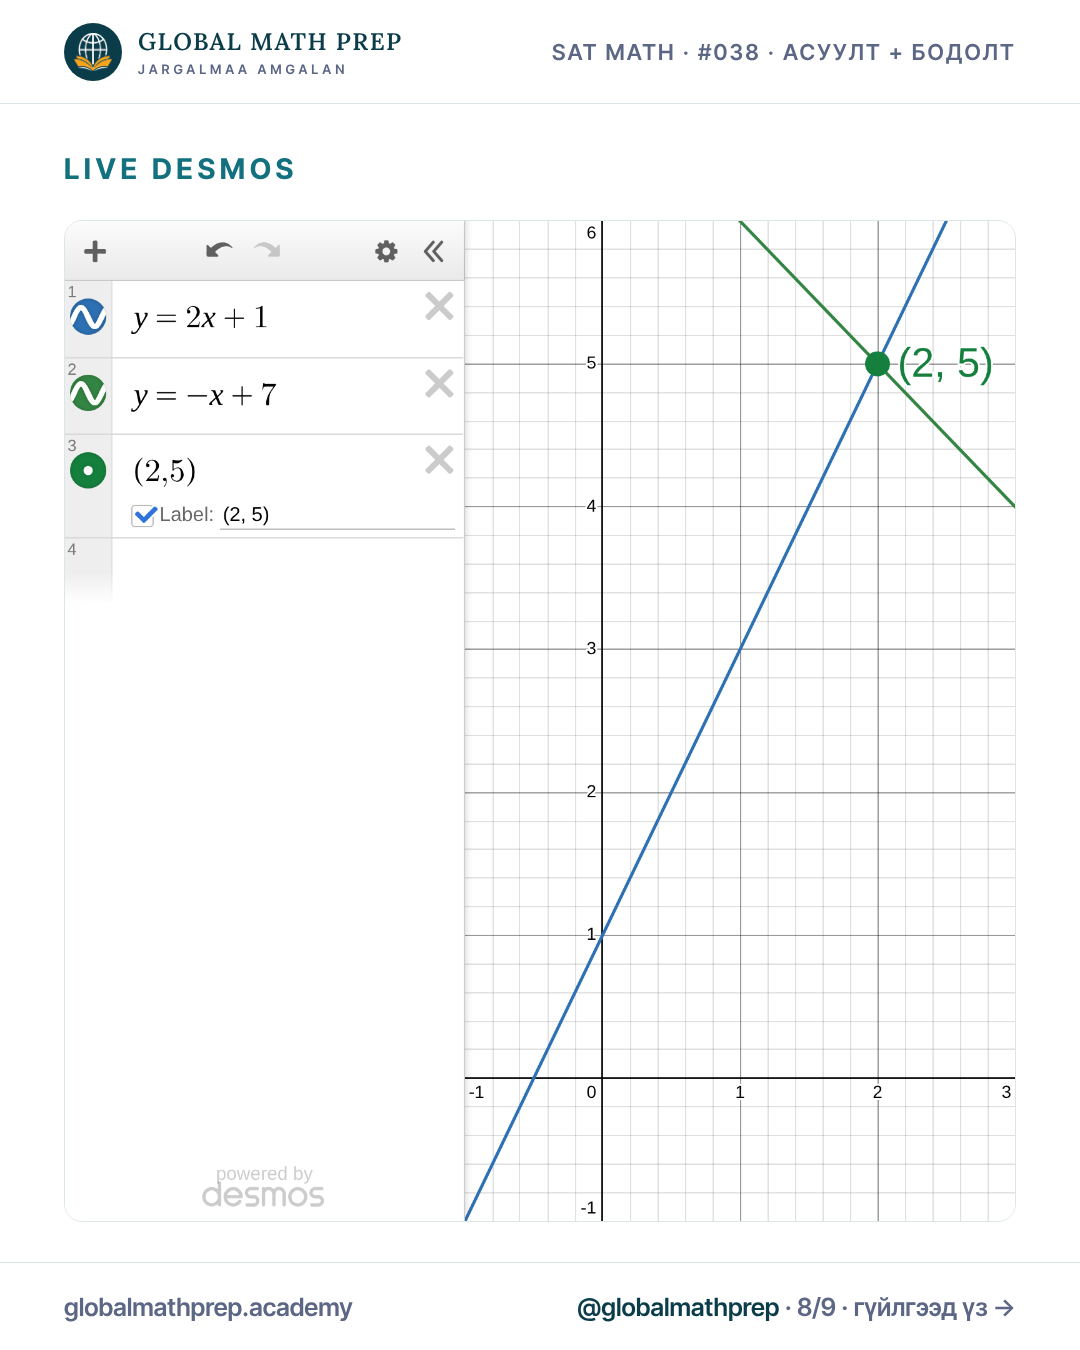 GLOBAL MATH PREP
JARGALMAA AMGALAN
SAT MATH · #038 · АСУУЛТ + БОДОЛТ
LIVE DESMOS
1
y = 2x + 1
2
y = −x + 7
3
(2,5)
Label: (2, 5)
4
powered by
desmos
6
5
(2, 5)
4
3
2
1
-1
0
1
2
3
-1
globalmathprep.academy
@globalmathprep · 8/9 · гүйлгээд үз →